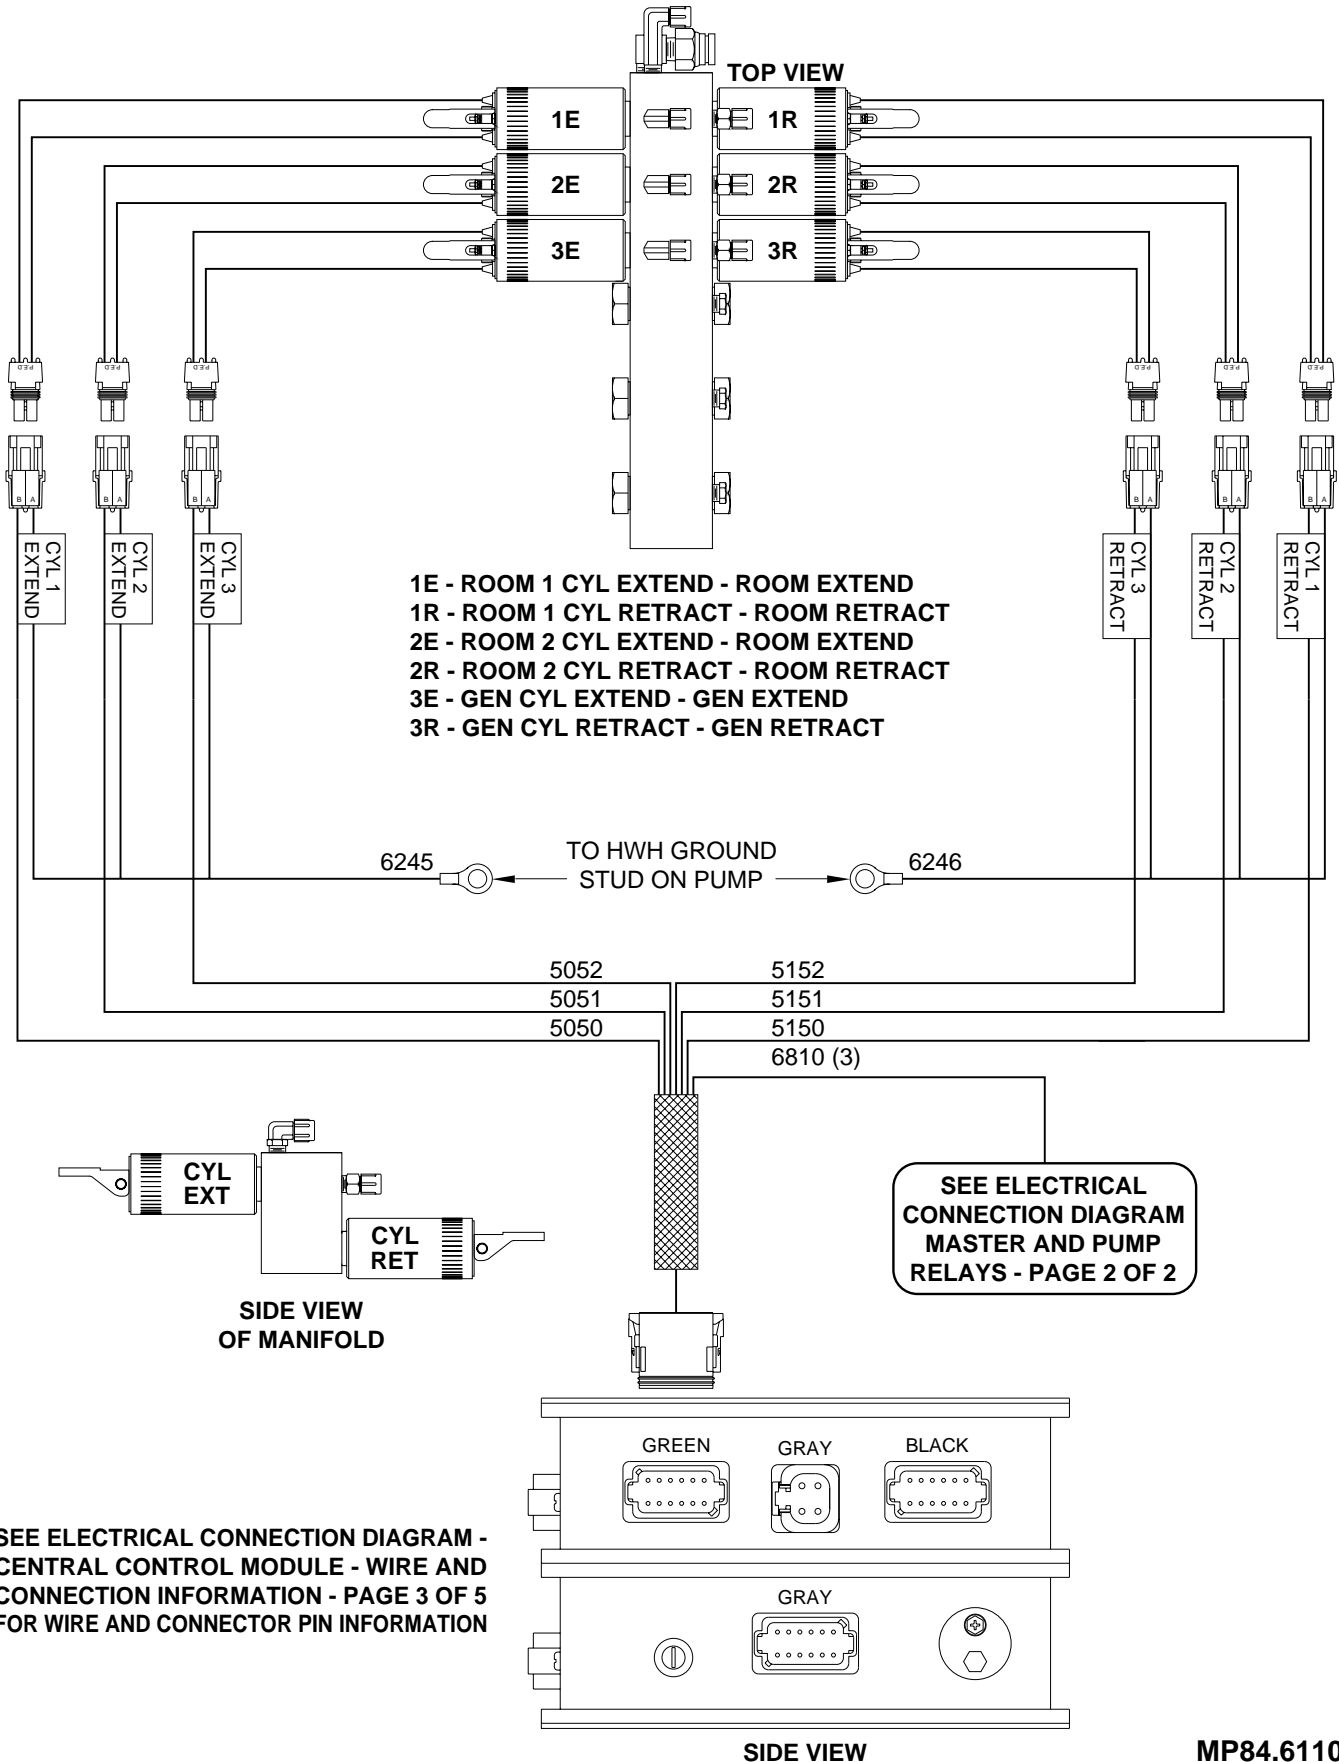 TOP VIEW
1E
1R
2E
2R
3E
3R
P.E.D
P.E.D
P.E.D
P.E.D
P.E.D
P.E.D
B A
B A
B A
B A
B A
B A
CYL 1
EXTEND
CYL 2
EXTEND
CYL 3
EXTEND
CYL 3
RETRACT
CYL 2
RETRACT
CYL 1
RETRACT
1E - ROOM 1 CYL EXTEND - ROOM EXTEND
1R - ROOM 1 CYL RETRACT - ROOM RETRACT
2E - ROOM 2 CYL EXTEND - ROOM EXTEND
2R - ROOM 2 CYL RETRACT - ROOM RETRACT
3E - GEN CYL EXTEND - GEN EXTEND
3R - GEN CYL RETRACT - GEN RETRACT
6245
TO HWH GROUND
STUD ON PUMP
6246
5052
5152
5051
5151
5050
5150
6810 (3)
CYL
EXT
CYL
RET
SIDE VIEW
OF MANIFOLD
SEE ELECTRICAL
CONNECTION DIAGRAM
MASTER AND PUMP
RELAYS - PAGE 2 OF 2
GREEN
GRAY
BLACK
SEE ELECTRICAL CONNECTION DIAGRAM -
CENTRAL CONTROL MODULE - WIRE AND
CONNECTION INFORMATION - PAGE 3 OF 5
FOR WIRE AND CONNECTOR PIN INFORMATION
GRAY
SIDE VIEW
MP84.6110